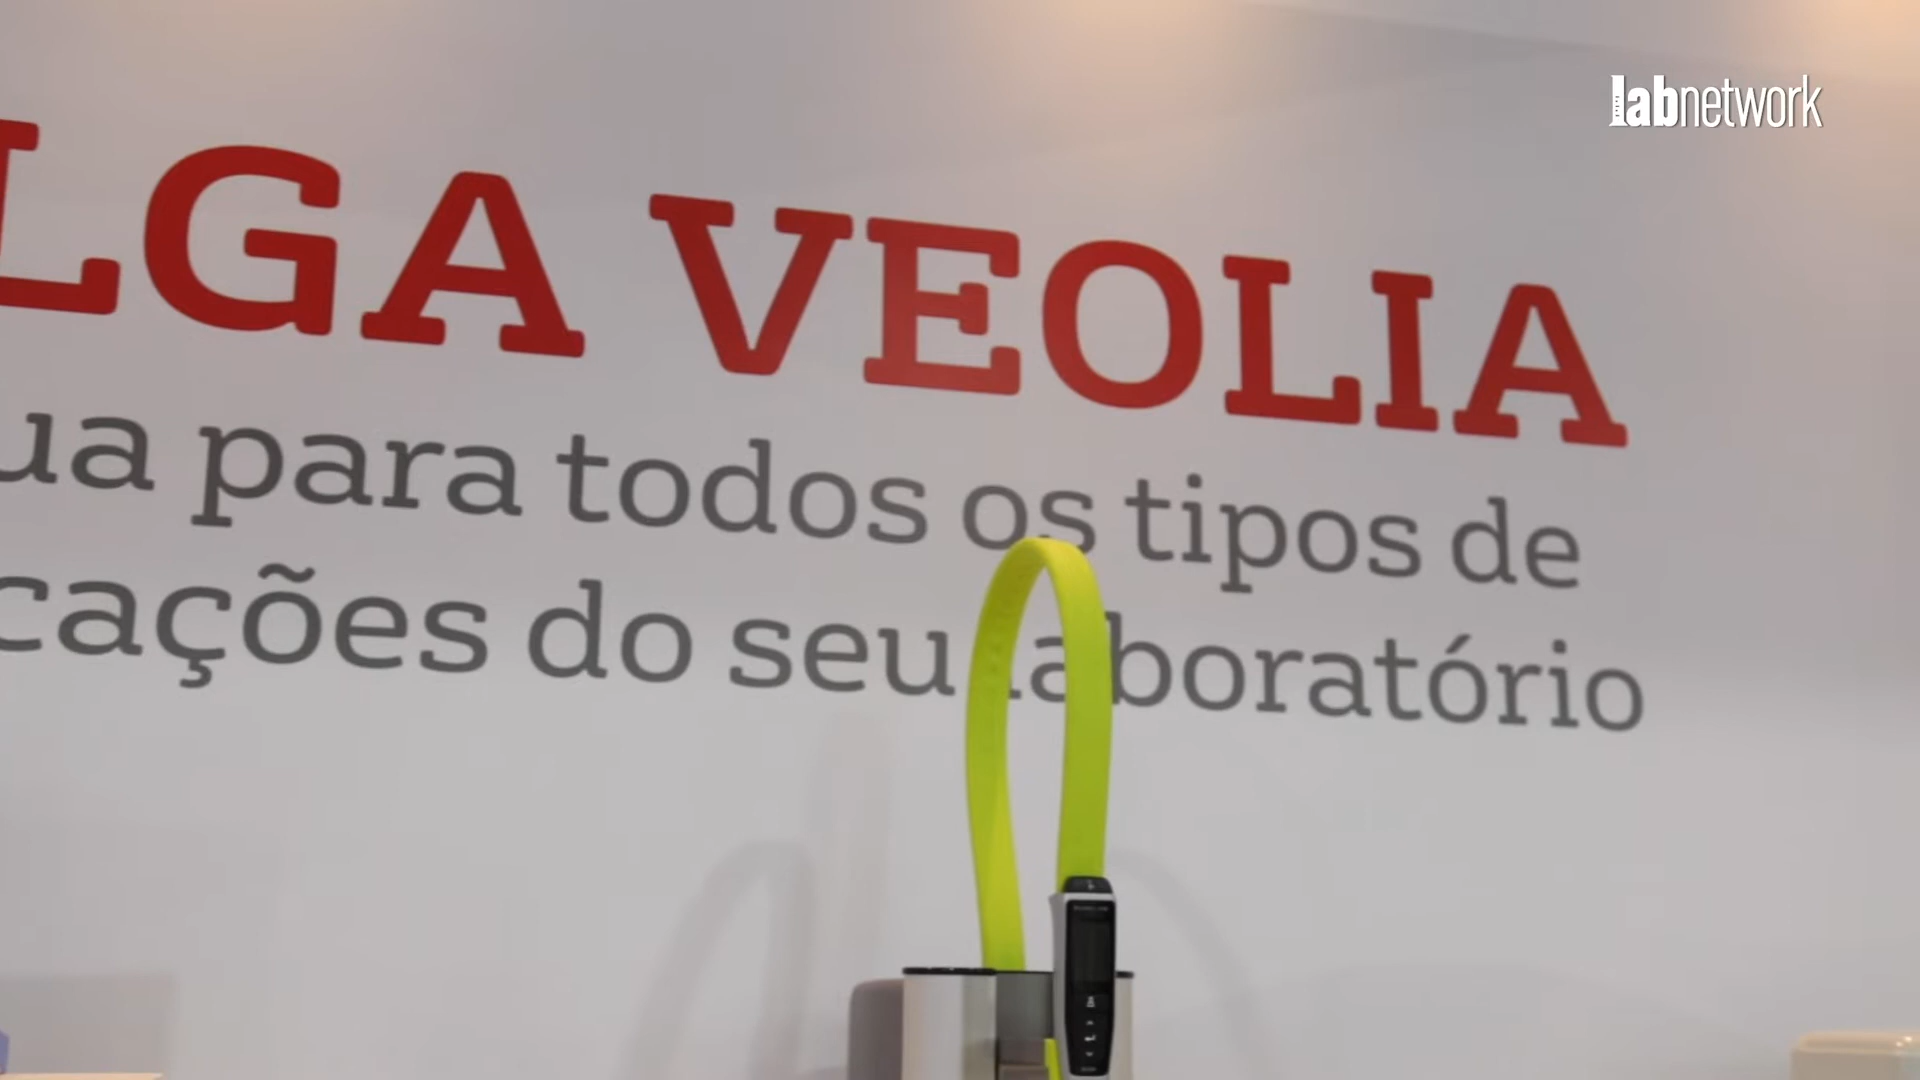 labnetwork
LGA VEOLIA
ua para todos os tipos de
cações do seu laboratório